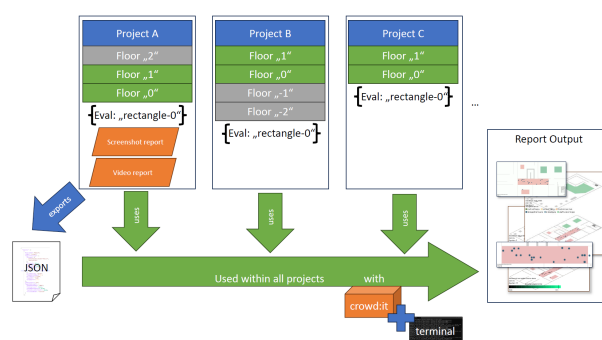 Project A
Floor „2“
Floor „1“
Floor „0“
{Eval: „rectangle-0“}
Screenshot report
Video report
Project B
Floor „1“
Floor „0“
Floor „-1“
Floor „-2“
{Eval: „rectangle-0“}
Project C
Floor „1“
Floor „0“
{Eval: „rectangle-0“}
...
Report Output
exports
uses
uses
uses
JSON
Used within all projects with
crowd:it
terminal